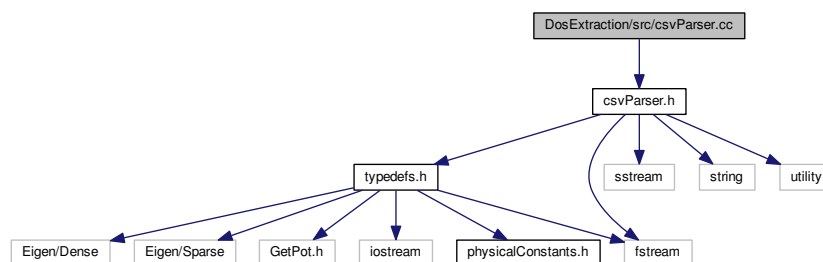 DosExtraction/src/csvParser.cc
csvParser.h
typedefs.h
sstream
string
utility
Eigen/Dense
Eigen/Sparse
GetPot.h
iostream
physicalConstants.h
fstream